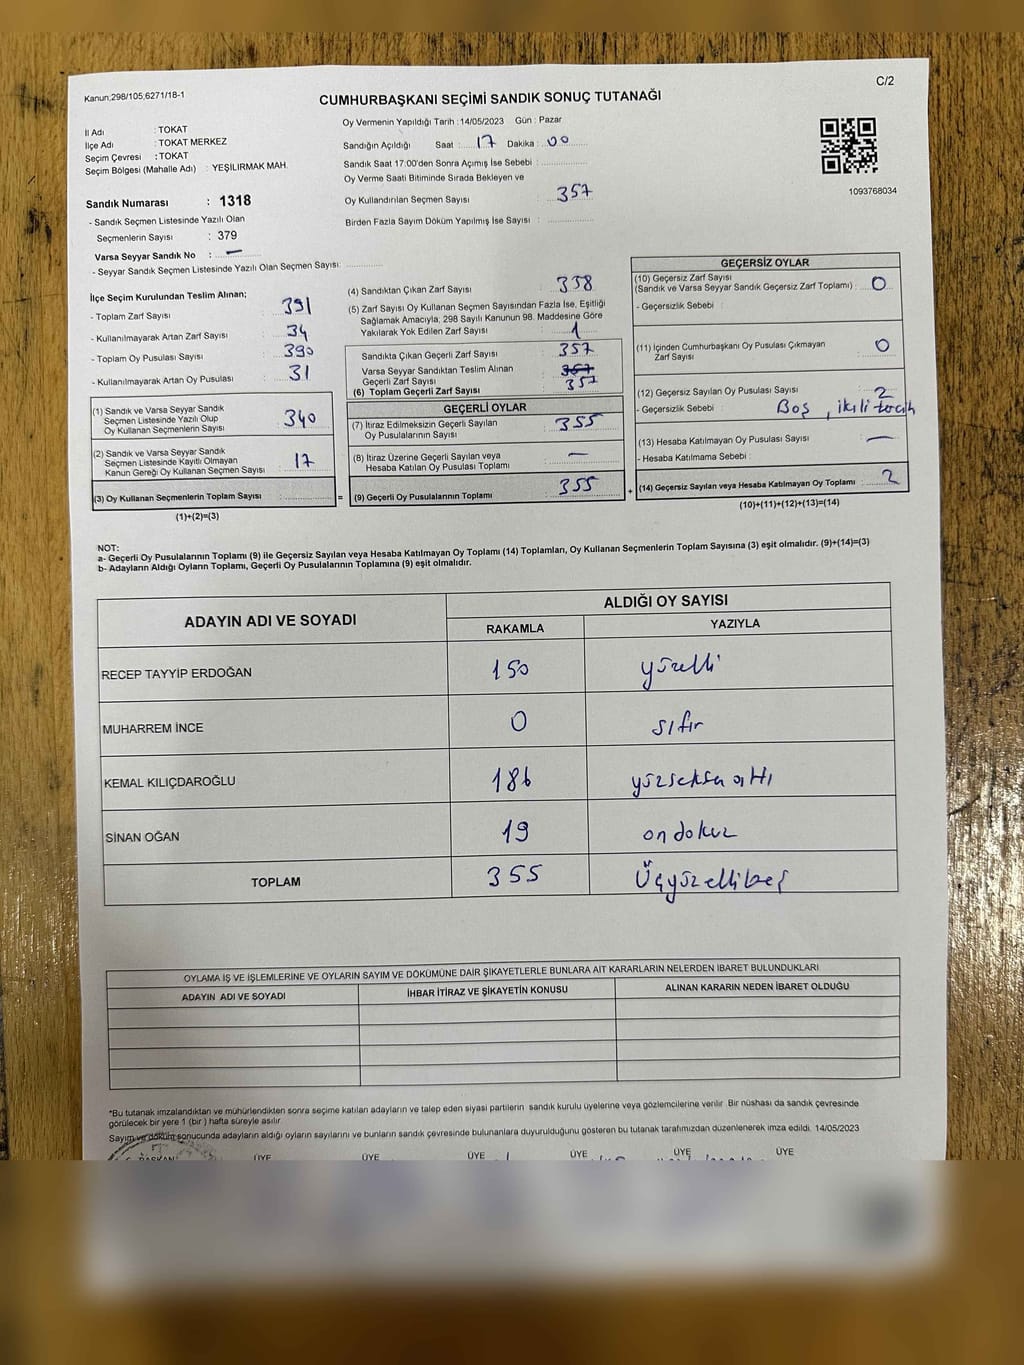 Kanun;298/105,6271/18-1
C/2
CUMHURBAŞKANI SEÇİMİ SANDIK SONUÇ TUTANAĞI
İl Adı : TOKAT
İlçe Adı : TOKAT MERKEZ
Seçim Çevresi : TOKAT
Seçim Bölgesi (Mahalle Adı) : YEŞİLIRMAK MAH.
Sandık Numarası : 1318
- Sandık Seçmen Listesinde Yazılı Olan
Seçmenlerin Sayısı : 379
Varsa Seyyar Sandık No : —
- Seyyar Sandık Seçmen Listesinde Yazılı Olan Seçmen Sayısı:
Oy Vermenin Yapıldığı Tarih : 14/05/2023 Gün : Pazar
Sandığın Açıldığı Saat : 17 Dakika : 00
Sandık Saat 17:00'den Sonra Açımış İse Sebebi :
Oy Verme Saati Bitiminde Sırada Bekleyen ve
Oy Kullandırılan Seçmen Sayısı : 357
Birden Fazla Sayım Döküm Yapılmış İse Sayısı :
1093768034
İlçe Seçim Kurulundan Teslim Alınan;
- Toplam Zarf Sayısı : 391
- Kullanılmayarak Artan Zarf Sayısı : 34
- Toplam Oy Pusulası Sayısı : 390
- Kullanılmayarak Artan Oy Pusulası : 31
(1) Sandık ve Varsa Seyyar Sandık
Seçmen Listesinde Yazılı Olup
Oy Kullanan Seçmenlerin Sayısı : 340
(2) Sandık ve Varsa Seyyar Sandık
Seçmen Listesinde Kayıtlı Olmayan
Kanun Gereği Oy Kullanan Seçmen Sayısı : 17
(3) Oy Kullanan Seçmenlerin Toplam Sayısı :
(1)+(2)=(3)
(4) Sandıktan Çıkan Zarf Sayısı : 358
(5) Zarf Sayısı Oy Kullanan Seçmen Sayısından Fazla İse, Eşitliği
Sağlamak Amacıyla, 298 Sayılı Kanunun 98. Maddesine Göre
Yakılarak Yok Edilen Zarf Sayısı : 1
Sandıkta Çıkan Geçerli Zarf Sayısı : 357
Varsa Seyyar Sandıktan Teslim Alınan
Geçerli Zarf Sayısı
(6) Toplam Geçerli Zarf Sayısı : 357
GEÇERLİ OYLAR
(7) İtiraz Edilmeksizin Geçerli Sayılan
Oy Pusulalarının Sayısı : 355
(8) İtiraz Üzerine Geçerli Sayılan veya
Hesaba Katılan Oy Pusulası Toplamı : —
= (9) Geçerli Oy Pusulalarının Toplamı : 355
GEÇERSİZ OYLAR
(10) Geçersiz Zarf Sayısı
(Sandık ve Varsa Seyyar Sandık Geçersiz Zarf Toplamı) : 0
- Geçersizlik Sebebi :
(11) İçinden Cumhurbaşkanı Oy Pusulası Çıkmayan
Zarf Sayısı : 0
(12) Geçersiz Sayılan Oy Pusulası Sayısı : 2
- Geçersizlik Sebebi : Boş , ikili tercih
(13) Hesaba Katılmayan Oy Pusulası Sayısı : —
- Hesaba Katılmama Sebebi :
+ (14) Geçersiz Sayılan veya Hesaba Katılmayan Oy Toplamı : 2
(10)+(11)+(12)+(13)=(14)
NOT:
a- Geçerli Oy Pusulalarının Toplamı (9) ile Geçersiz Sayılan veya Hesaba Katılmayan Oy Toplamı (14) Toplamları, Oy Kullanan Seçmenlerin Toplam Sayısına (3) eşit olmalıdır. (9)+(14)=(3)
b- Adayların Aldığı Oyların Toplamı, Geçerli Oy Pusulalarının Toplamına (9) eşit olmalıdır.
ADAYIN ADI VE SOYADI ALDIĞI OY SAYISI
RAKAMLA YAZIYLA
RECEP TAYYİP ERDOĞAN 150 yüzelli
MUHARREM İNCE 0 sıfır
KEMAL KILIÇDAROĞLU 186 yüzseksen altı
SİNAN OĞAN 19 on dokuz
TOPLAM 355 Üçyüzellibeş
OYLAMA İŞ VE İŞLEMLERİNE VE OYLARIN SAYIM VE DÖKÜMÜNE DAİR ŞİKAYETLERLE BUNLARA AİT KARARLARIN NELERDEN İBARET BULUNDUKLARI
ADAYIN ADI VE SOYADI İHBAR İTİRAZ VE ŞİKAYETİN KONUSU ALINAN KARARIN NEDEN İBARET OLDUĞU
*Bu tutanak imzalandıktan ve mühürlendikten sonra seçime katılan adayların ve talep eden siyasi partilerin sandık kurulu üyelerine veya gözlemcilerine verilir. Bir nüshası da sandık çevresinde
görülecek bir yere 1 (bir ) hafta süreyle asılır.
Sayım ve döküm sonucunda adayların aldığı oyların sayılarını ve bunların sandık çevresinde bulunanlara duyurulduğunu gösteren bu tutanak tarafımızdan düzenlenerek imza edildi. 14/05/2023
BAŞKAN ÜYE ÜYE ÜYE ÜYE ÜYE ÜYE